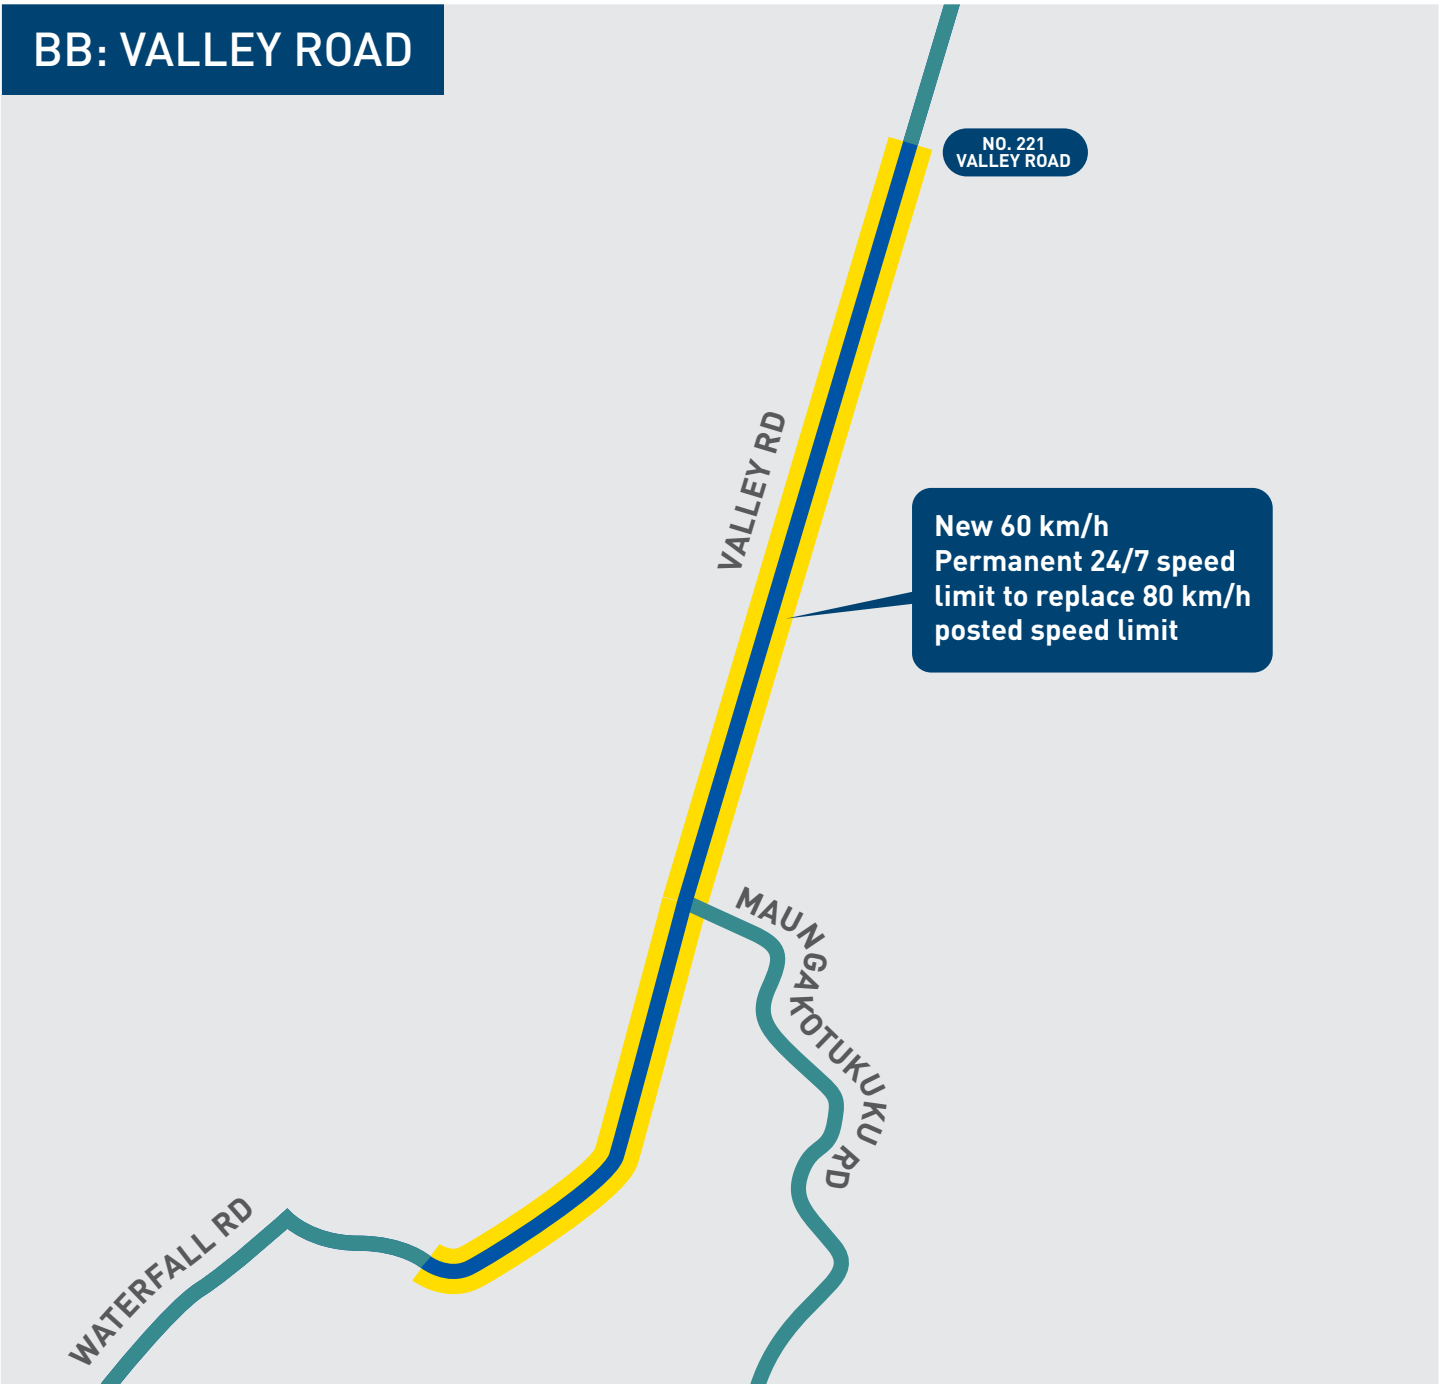 BB: VALLEY ROAD
NO. 221
VALLEY ROAD
VALLEY RD
New 60 km/h
Permanent 24/7 speed
limit to replace 80 km/h
posted speed limit
MAUNGAKOTUKUKU RD
WATERFALL RD